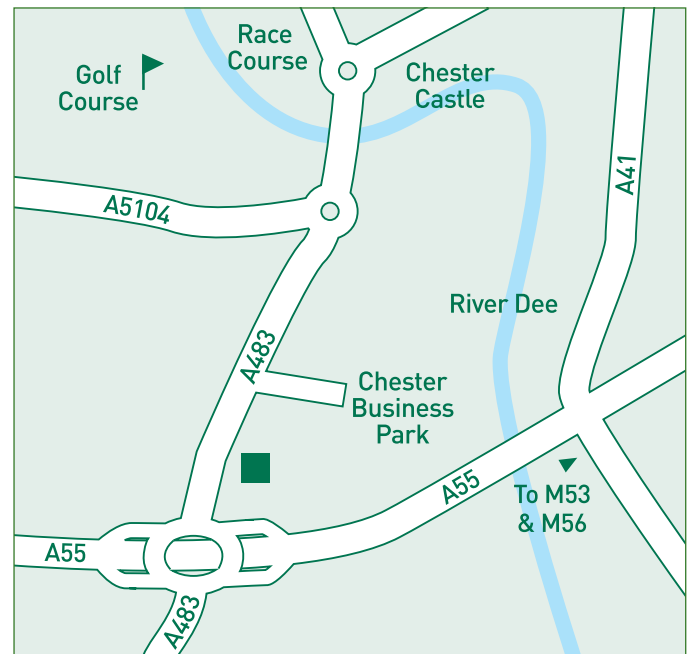 Race
Course
Golf
Course
Chester
Castle
A41
A5104
River Dee
A483
Chester
Business
Park
A55
To M53
& M56
A55
A483